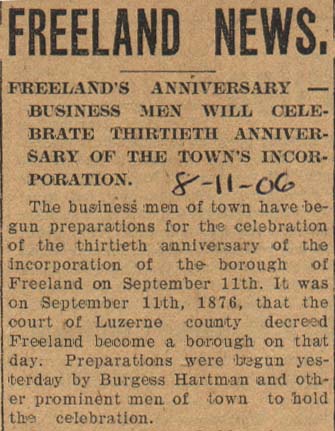 FREELAND NEWS.
FREELAND'S ANNIVERSARY —
BUSINESS MEN WILL CELE-
BRATE THIRTIETH ANNIVER-
SARY OF THE TOWN'S INCOR-
PORATION.
8-11-06
The business men of town have be-
gun preparations for the celebration
of the thirtieth anniversary of the
incorporation of the borough of
Freeland on September 11th. It was
on September 11th, 1876, that the
court of Luzerne county decreed
Freeland become a borough on that
day. Preparations were begun yes-
terday by Burgess Hartman and oth-
er prominent men of town to hold
the celebration.